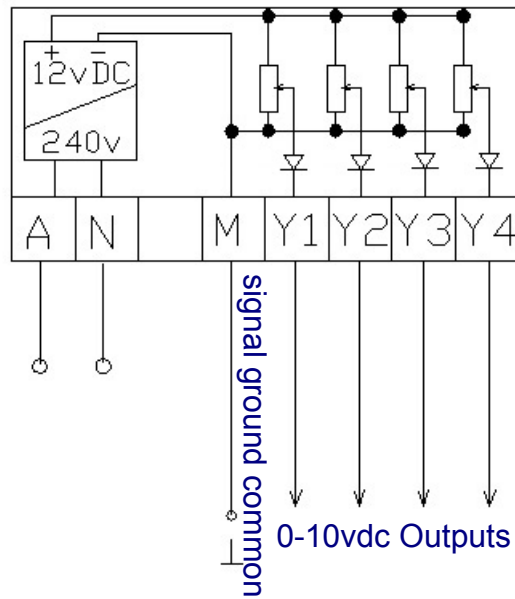 + −
12vDC
240v
A N M Y1 Y2 Y3 Y4
signal ground common
0-10vdc Outputs